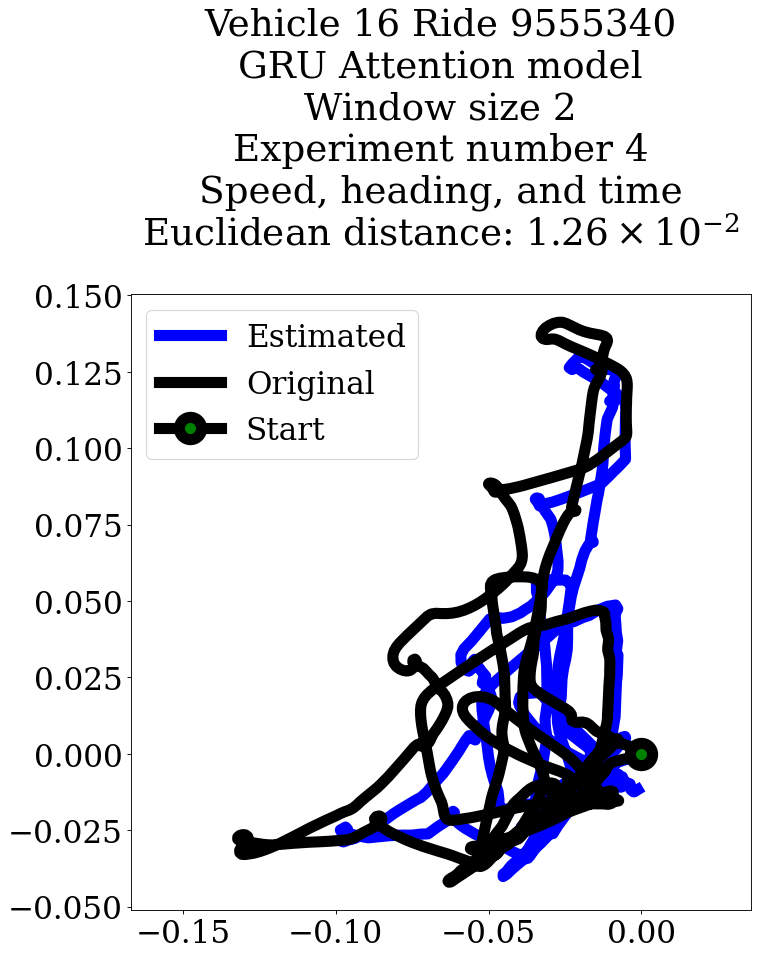 Vehicle 16 Ride 9555340
GRU Attention model
Window size 2
Experiment number 4
Speed, heading, and time
Euclidean distance: 1.26 × 10⁻²
Estimated
Original
Start
0.150
0.125
0.100
0.075
0.050
0.025
0.000
−0.025
−0.050
−0.15 −0.10 −0.05 0.00